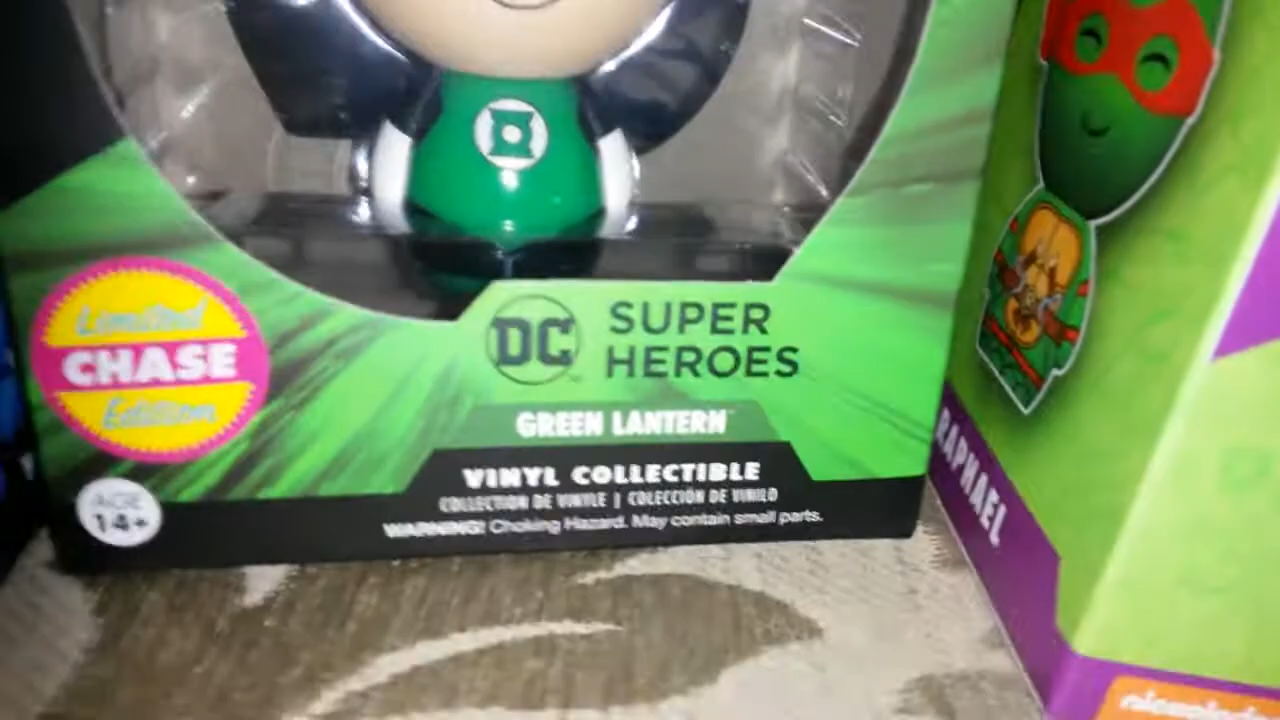 Limited
CHASE
Edition
AGE
14+
DC
SUPER
HEROES
GREEN LANTERN
VINYL COLLECTIBLE
COLLECTION DE VINYLE | COLECCIÓN DE VINILO
WARNING! Choking Hazard. May contain small parts.
RAPHAEL